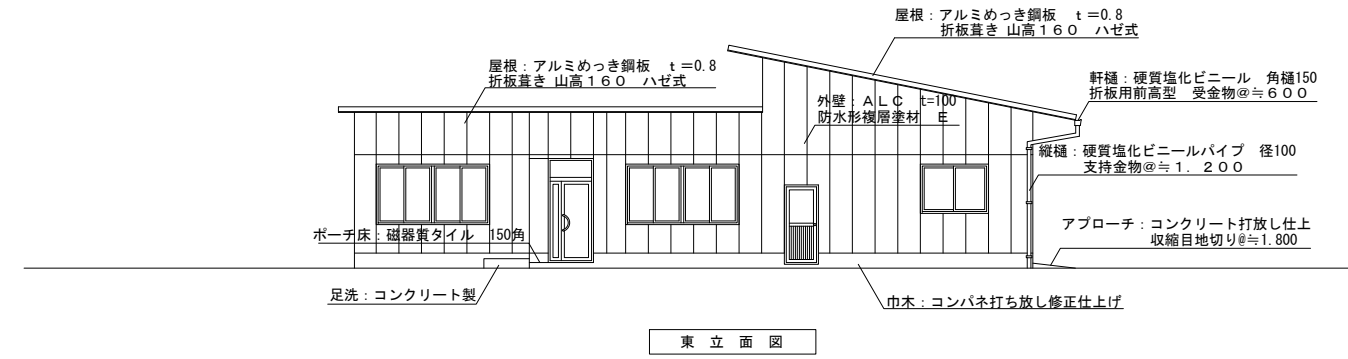 屋根：アルミめっき鋼板　ｔ＝0.8
折板葺き 山高１６０　ハゼ式
屋根：アルミめっき鋼板　ｔ＝0.8
折板葺き 山高１６０　ハゼ式
軒樋：硬質塩化ビニール　角樋150
折板用前高型　受金物@≒６００
外壁：ＡＬＣ　t=100
防水形複層塗材　Ｅ
縦樋：硬質塩化ビニールパイプ　径100
支持金物@≒１．２００
ポーチ床：磁器質タイル　150角
アプローチ：コンクリート打放し仕上
収縮目地切り@≒1.800
足洗：コンクリート製
巾木：コンパネ打ち放し修正仕上げ
東 立 面 図